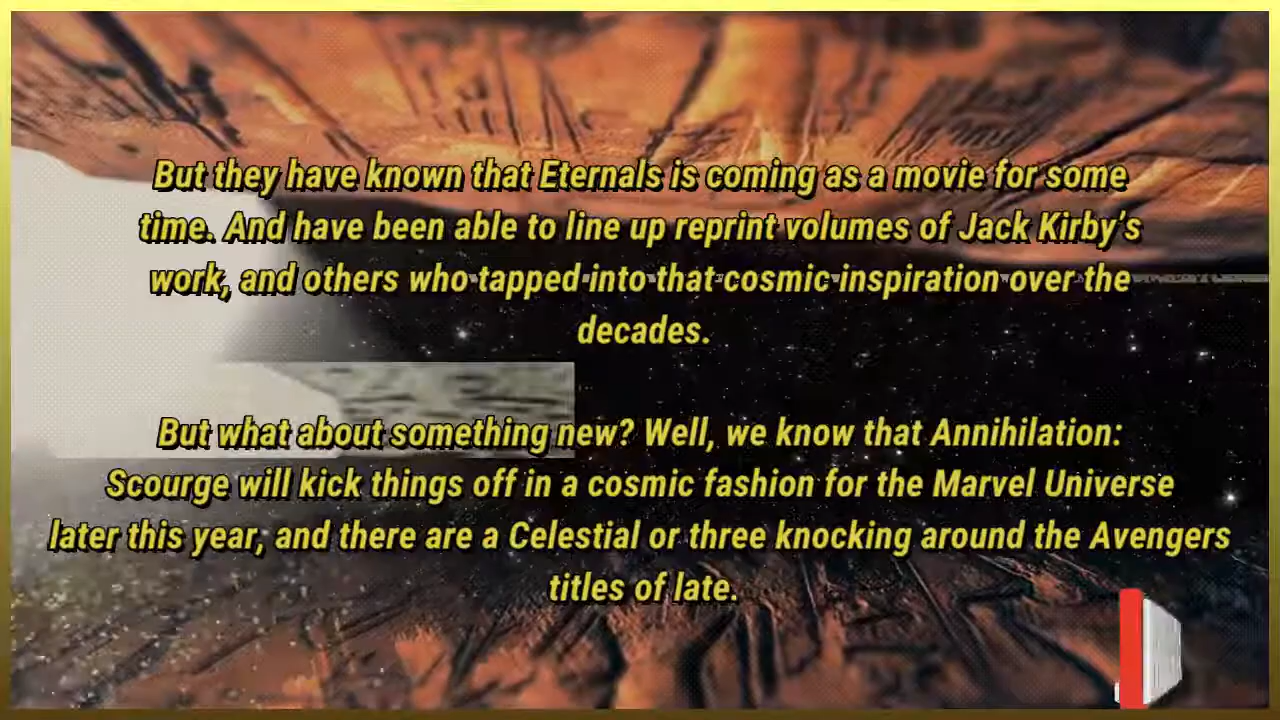 But they have known that Eternals is coming as a movie for some
time. And have been able to line up reprint volumes of Jack Kirby’s
work, and others who tapped into that cosmic inspiration over the
decades.
But what about something new? Well, we know that Annihilation:
Scourge will kick things off in a cosmic fashion for the Marvel Universe
later this year, and there are a Celestial or three knocking around the Avengers
titles of late.